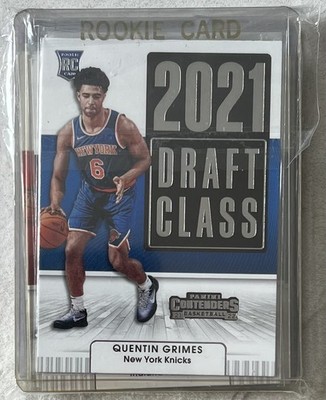 ROOKIE CARD
RC
2021
DRAFT
CLASS
NEW YORK
6
PANINI
CONTENDERS
BASKETBALL
QUENTIN GRIMES
New York Knicks